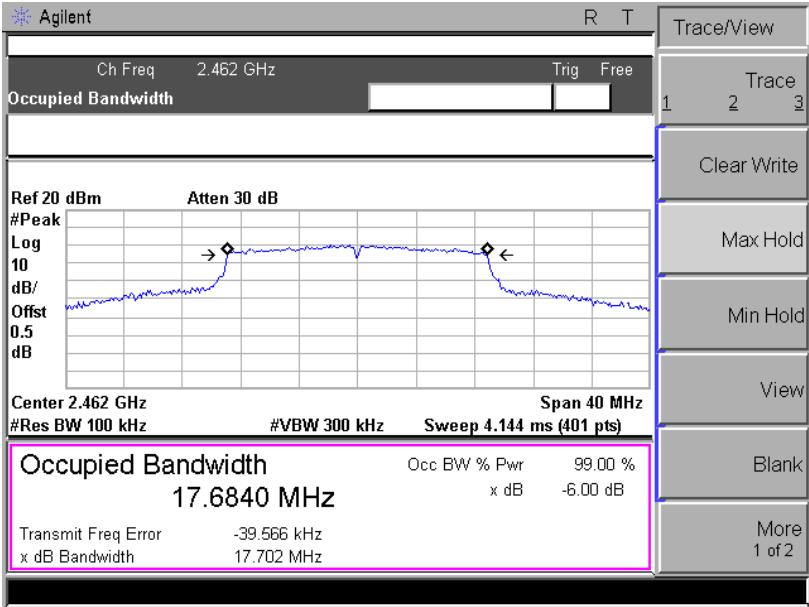 Agilent R T
Ch Freq 2.462 GHz Trig Free
Occupied Bandwidth
Ref 20 dBm Atten 30 dB
#Peak
Log
10
dB/
Offst
0.5
dB
Center 2.462 GHz Span 40 MHz
#Res BW 100 kHz #VBW 300 kHz Sweep 4.144 ms (401 pts)
Occupied Bandwidth Occ BW % Pwr 99.00 %
17.6840 MHz x dB -6.00 dB
Transmit Freq Error -39.566 kHz
x dB Bandwidth 17.702 MHz
Trace/View
Trace
1 2 3
Clear Write
Max Hold
Min Hold
View
Blank
More
1 of 2